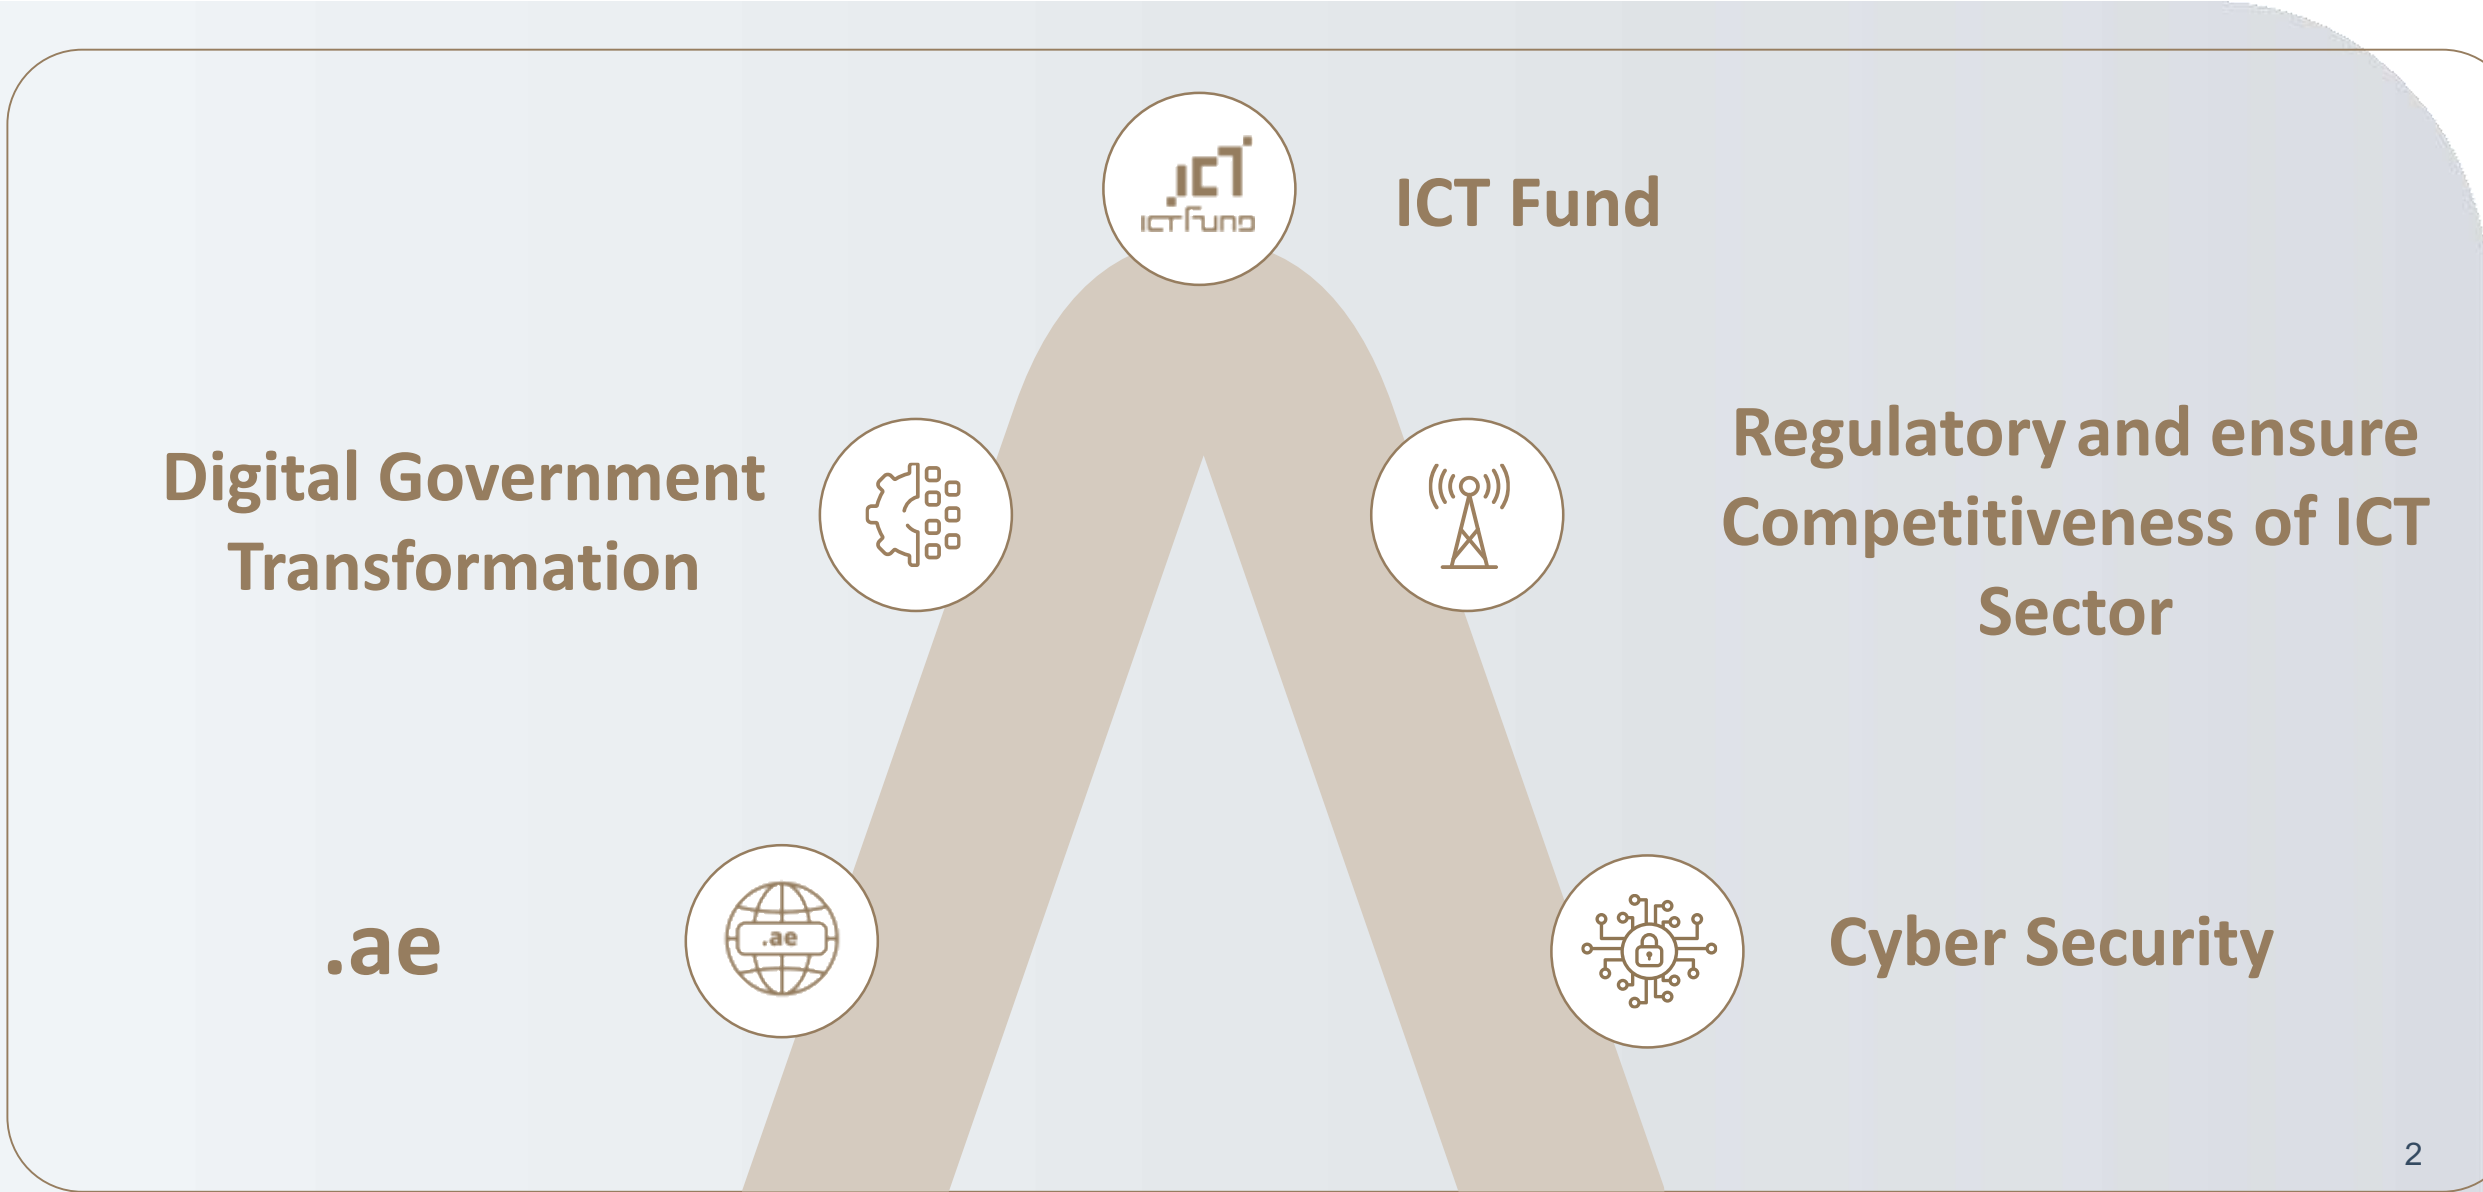 ICT
ICT Fund
ICT Fund
Digital Government
Transformation
Regulatory and ensure
Competitiveness of ICT
Sector
.ae
.ae
Cyber Security
2